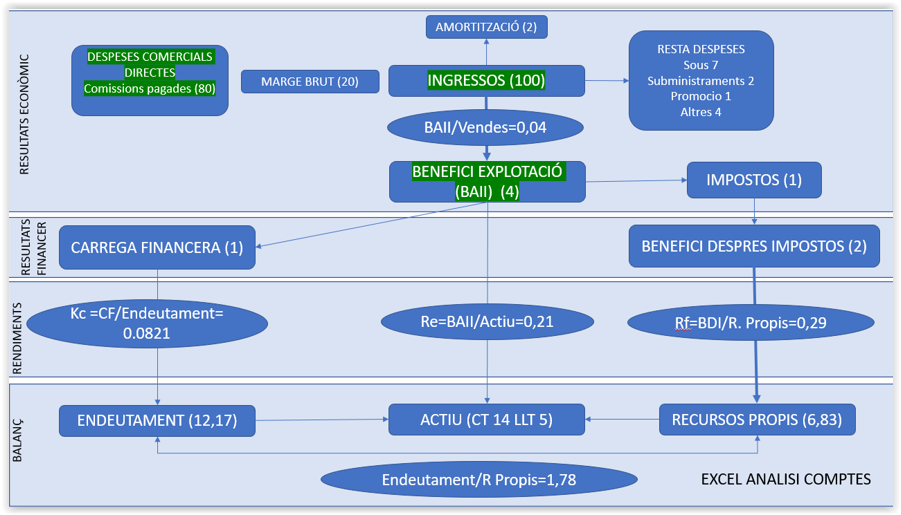 RESULTATS ECONÒMIC
AMORTITZACIÓ (2)
DESPESES COMERCIALS
DIRECTES
Comissions pagades (80)
MARGE BRUT (20)
INGRESSOS (100)
RESTA DESPESES
Sous 7
Subministraments 2
Promocio 1
Altres 4
BAII/Vendes=0,04
BENEFICI EXPLOTACIÓ
(BAII) (4)
IMPOSTOS (1)
RESULTATS
FINANCER
CARREGA FINANCERA (1)
BENEFICI DESPRES IMPOSTOS (2)
RENDIMENTS
Kc =CF/Endeutament=
0.0821
Re=BAII/Actiu=0,21
Rf=BDI/R. Propis=0,29
BALANÇ
ENDEUTAMENT (12,17)
ACTIU (CT 14 LLT 5)
RECURSOS PROPIS (6,83)
Endeutament/R Propis=1,78
EXCEL ANALISI COMPTES